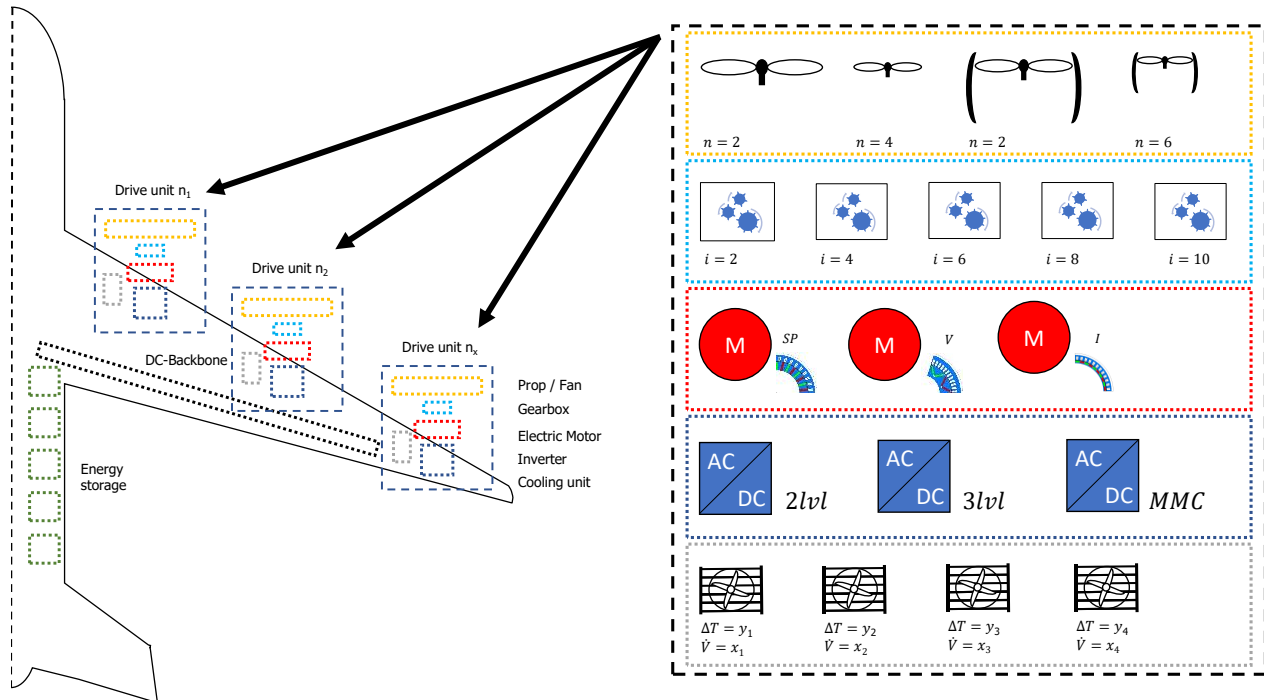 Drive unit n₁
Drive unit n₂
DC-Backbone
Drive unit nₓ
Prop / Fan
Gearbox
Electric Motor
Inverter
Cooling unit
Energy
storage
n = 2
n = 4
n = 2
n = 6
i = 2
i = 4
i = 6
i = 8
i = 10
M
SP
M
V
M
I
AC
DC
2lvl
AC
DC
3lvl
AC
DC
MMC
ΔT = y₁
V̇ = x₁
ΔT = y₂
V̇ = x₂
ΔT = y₃
V̇ = x₃
ΔT = y₄
V̇ = x₄